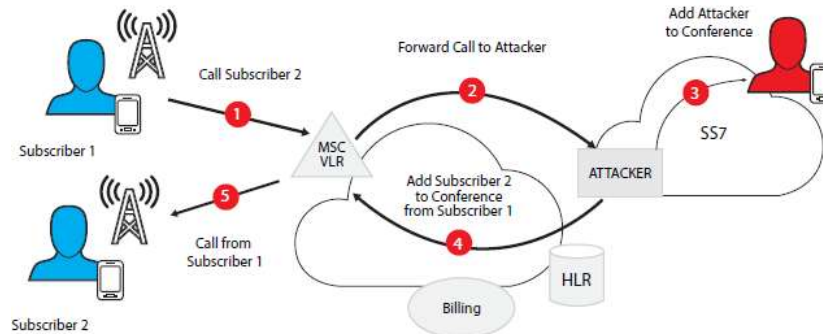 Add Attacker
to Conference
Forward Call to Attacker
Call Subscriber 2
1
2
3
SS7
Subscriber 1
MSC
VLR
ATTACKER
5
Add Subscriber 2
to Conference
from Subscriber 1
4
Call from
Subscriber 1
HLR
Billing
Subscriber 2